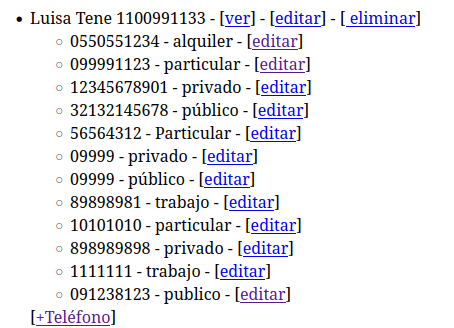 Luisa Tene 1100991133 - [ver] - [editar] - [ eliminar]
0550551234 - alquiler - [editar]
099991123 - particular - [editar]
12345678901 - privado - [editar]
32132145678 - público - [editar]
56564312 - Particular - [editar]
09999 - privado - [editar]
09999 - público - [editar]
89898981 - trabajo - [editar]
10101010 - particular - [editar]
898989898 - privado - [editar]
1111111 - trabajo - [editar]
091238123 - publico - [editar]
[+Teléfono]